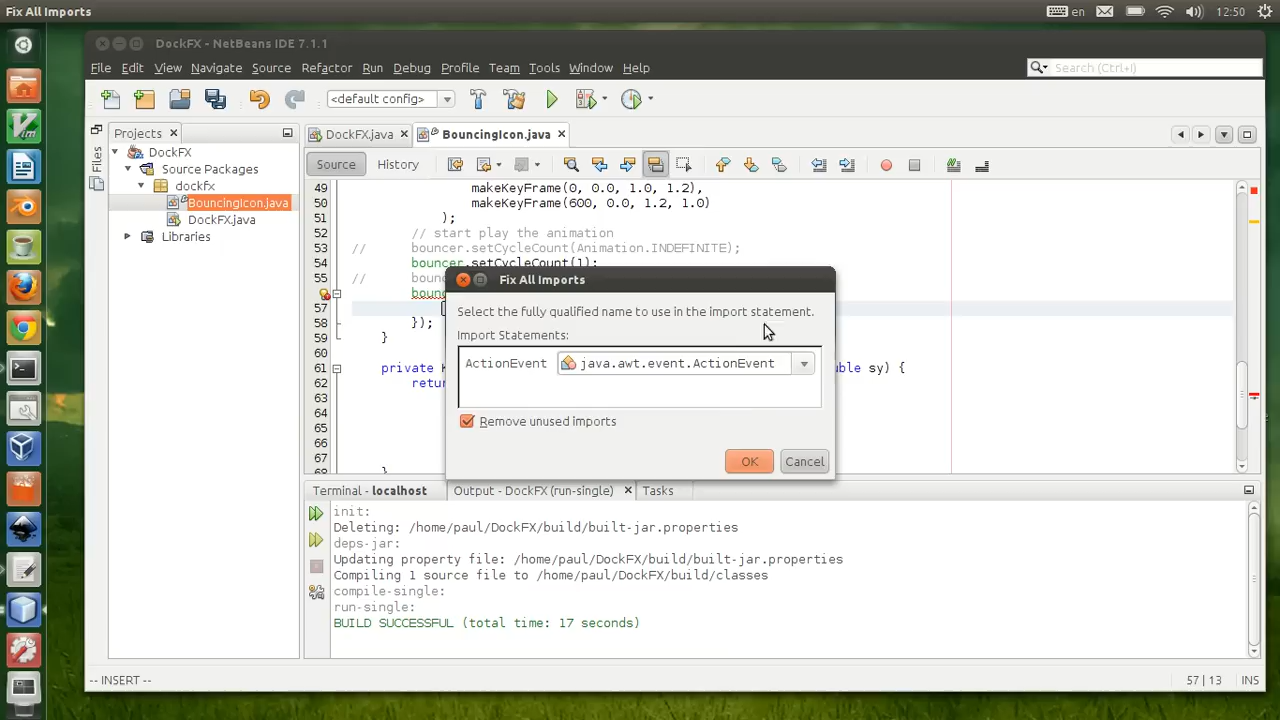 Fix All Imports
en
12:50
DockFX - NetBeans IDE 7.1.1
File Edit View Navigate Source Refactor Run Debug Profile Team Tools Window Help
Search (Ctrl+I)
<default config>
Projects
Files
DockFX
Source Packages
dockfx
BouncingIcon.java
DockFX.java
Libraries
DockFX.java
BouncingIcon.java
Source
History
49 makeKeyFrame(0, 0.0, 1.0, 1.2),
50 makeKeyFrame(600, 0.0, 1.2, 1.0)
51 );
52 // start play the animation
53 // bouncer.setCycleCount(Animation.INDEFINITE);
54 bouncer.setCycleCount(1);
55 // boun
bounc
57
58 });
59 }
60
61 private K uble sy) {
62 retur
63
64
65
66
67
68 }
Fix All Imports
Select the fully qualified name to use in the import statement.
Import Statements:
ActionEvent java.awt.event.ActionEvent
Remove unused imports
OK
Cancel
Terminal - localhost
Output - DockFX (run-single)
Tasks
init:
Deleting: /home/paul/DockFX/build/built-jar.properties
deps-jar:
Updating property file: /home/paul/DockFX/build/built-jar.properties
Compiling 1 source file to /home/paul/DockFX/build/classes
compile-single:
run-single:
BUILD SUCCESSFUL (total time: 17 seconds)
-- INSERT --
57 | 13
INS